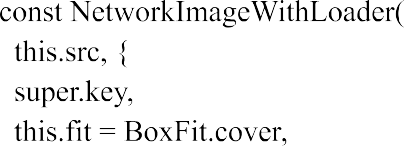 const NetworkImageWithLoader(
this.src, {
super.key,
this.fit = BoxFit.cover,